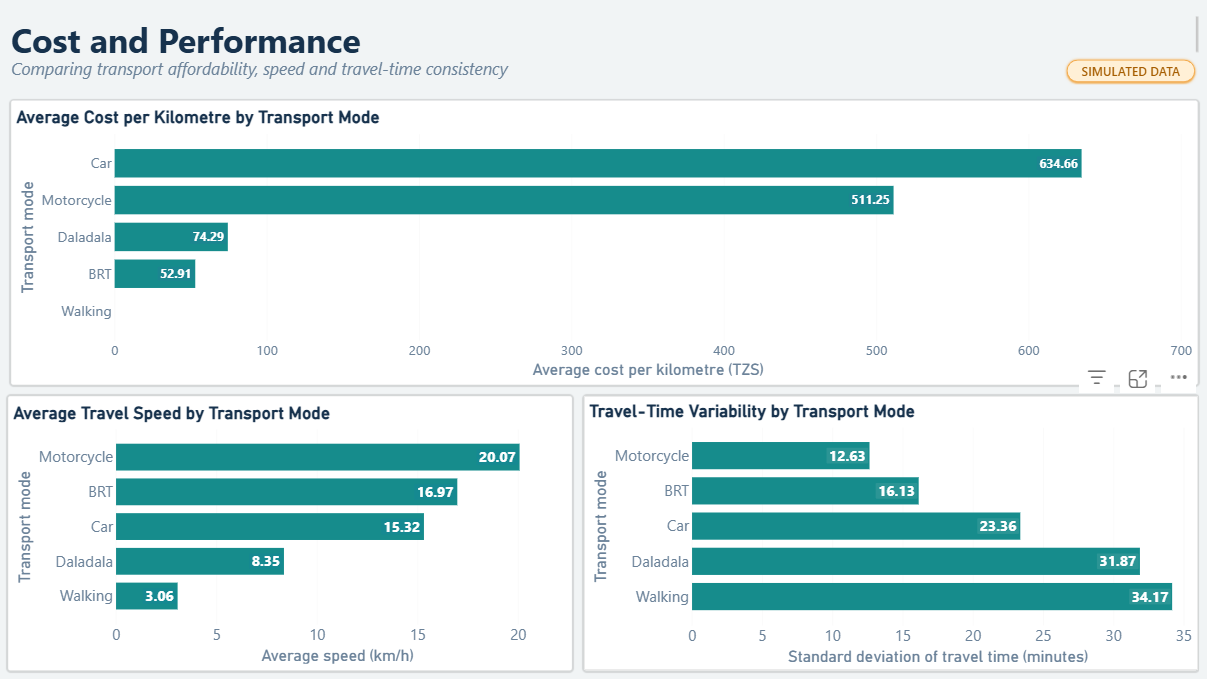 Cost and Performance
Comparing transport affordability, speed and travel-time consistency
SIMULATED DATA
Average Cost per Kilometre by Transport Mode
Transport mode
Car
634.66
Motorcycle
511.25
Daladala
74.29
BRT
52.91
Walking
0 100 200 300 400 500 600 700
Average cost per kilometre (TZS)
Average Travel Speed by Transport Mode
Transport mode
Motorcycle
20.07
BRT
16.97
Car
15.32
Daladala
8.35
Walking
3.06
0 5 10 15 20
Average speed (km/h)
Travel-Time Variability by Transport Mode
Transport mode
Motorcycle
12.63
BRT
16.13
Car
23.36
Daladala
31.87
Walking
34.17
0 5 10 15 20 25 30 35
Standard deviation of travel time (minutes)